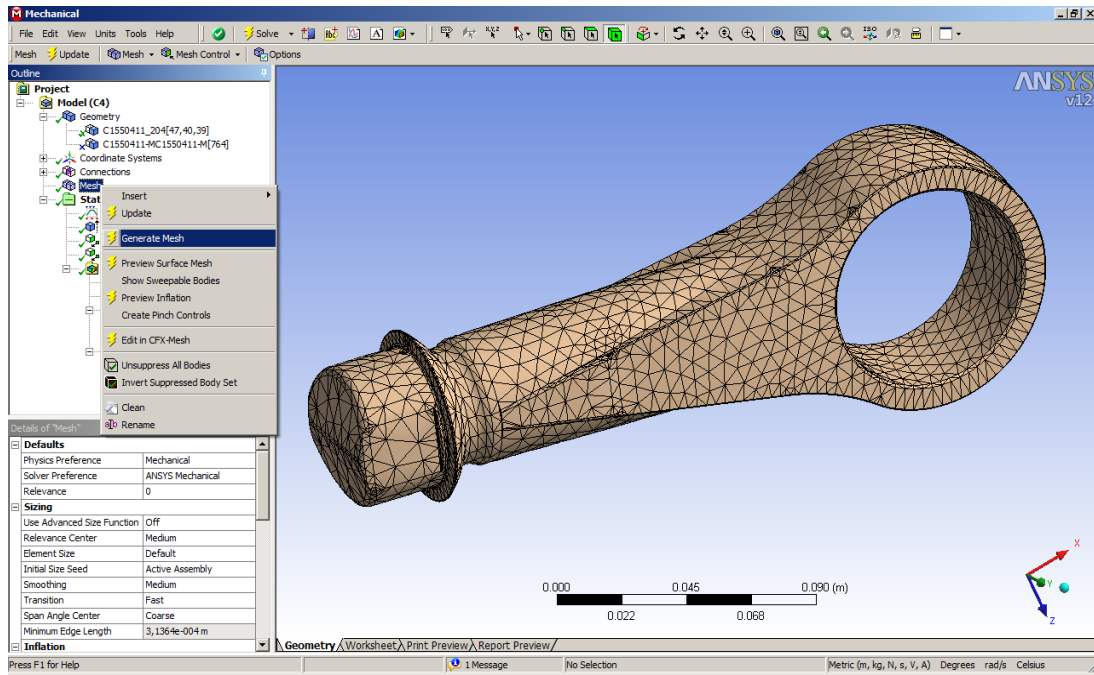 Mechanical
File Edit View Units Tools Help Solve
Mesh Update Mesh Mesh Control Options
Outline
ANSYS
v12
Project
Model (C4)
Geometry
C1550411_204[47,40,39]
C1550411-MC1550411-M[764]
Coordinate Systems
Connections
Mesh
Stat
Insert
Update
Generate Mesh
Preview Surface Mesh
Show Sweepable Bodies
Preview Inflation
Create Pinch Controls
Edit in CFX-Mesh
Unsuppress All Bodies
Invert Suppressed Body Set
Clean
Rename
Details of "Mesh"
Defaults
Physics Preference Mechanical
Solver Preference ANSYS Mechanical
Relevance 0
Sizing
Use Advanced Size Function Off
Relevance Center Medium
Element Size Default
Initial Size Seed Active Assembly
Smoothing Medium
Transition Fast
Span Angle Center Coarse
Minimum Edge Length 3,1364e-004 m
Inflation
0.000 0.045 0.090 (m)
0.022 0.068
X
Y
Z
Geometry Worksheet Print Preview Report Preview
Press F1 for Help 1 Message No Selection Metric (m, kg, N, s, V, A) Degrees rad/s Celsius